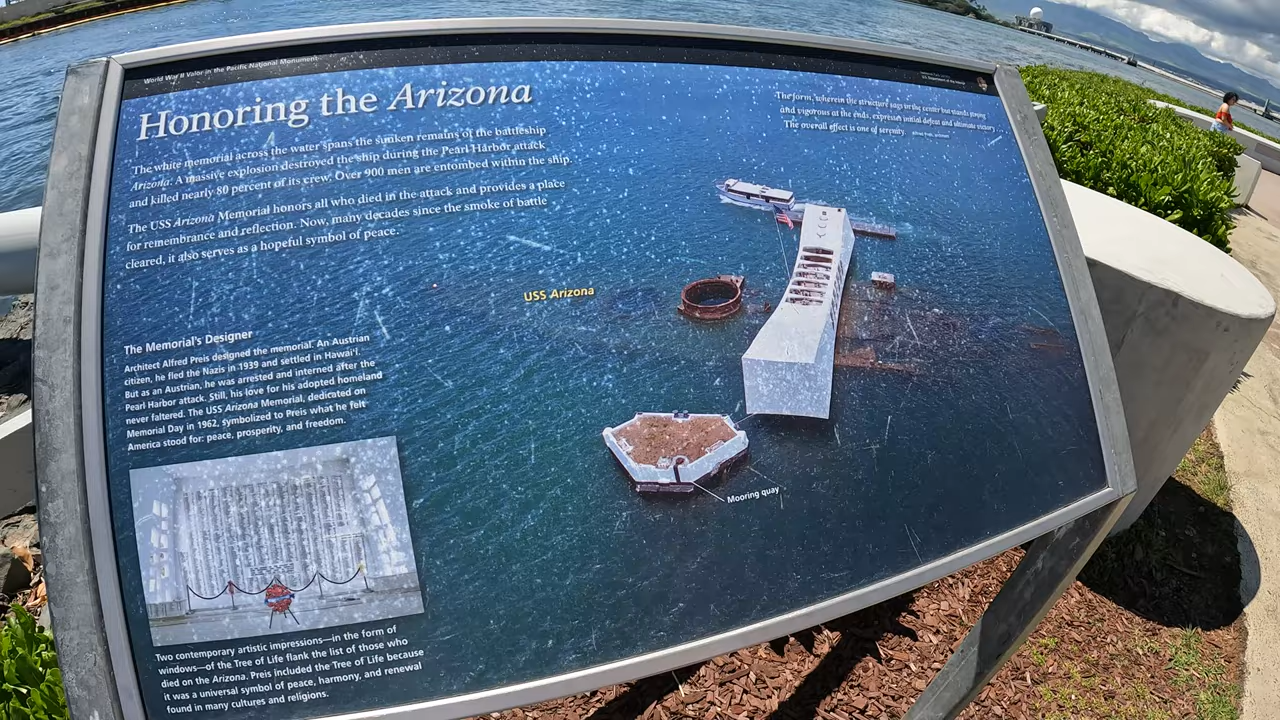 World War II Valor in the Pacific National Monument
U.S. Department of the Interior
Honoring the Arizona
The white memorial across the water spans the sunken remains of the battleship
Arizona. A massive explosion destroyed the ship during the Pearl Harbor attack
and killed nearly 80 percent of its crew. Over 900 men are entombed within the ship.
The USS Arizona Memorial honors all who died in the attack and provides a place
for remembrance and reflection. Now, many decades since the smoke of battle
cleared, it also serves as a hopeful symbol of peace.
The form, wherein the structure sags in the center but stands strong
and vigorous at the ends, expresses initial defeat and ultimate victory.
The overall effect is one of serenity.
USS Arizona
The Memorial's Designer
Architect Alfred Preis designed the memorial. An Austrian
citizen, he fled the Nazis in 1939 and settled in Hawai'i.
But as an Austrian, he was arrested and interned after the
Pearl Harbor attack. Still, his love for his adopted homeland
never faltered. The USS Arizona Memorial, dedicated on
Memorial Day in 1962, symbolized to Preis what he felt
America stood for: peace, prosperity, and freedom.
Mooring quay
Two contemporary artistic impressions—in the form of
windows—of the Tree of Life flank the list of those who
died on the Arizona. Preis included the Tree of Life because
it was a universal symbol of peace, harmony, and renewal
found in many cultures and religions.